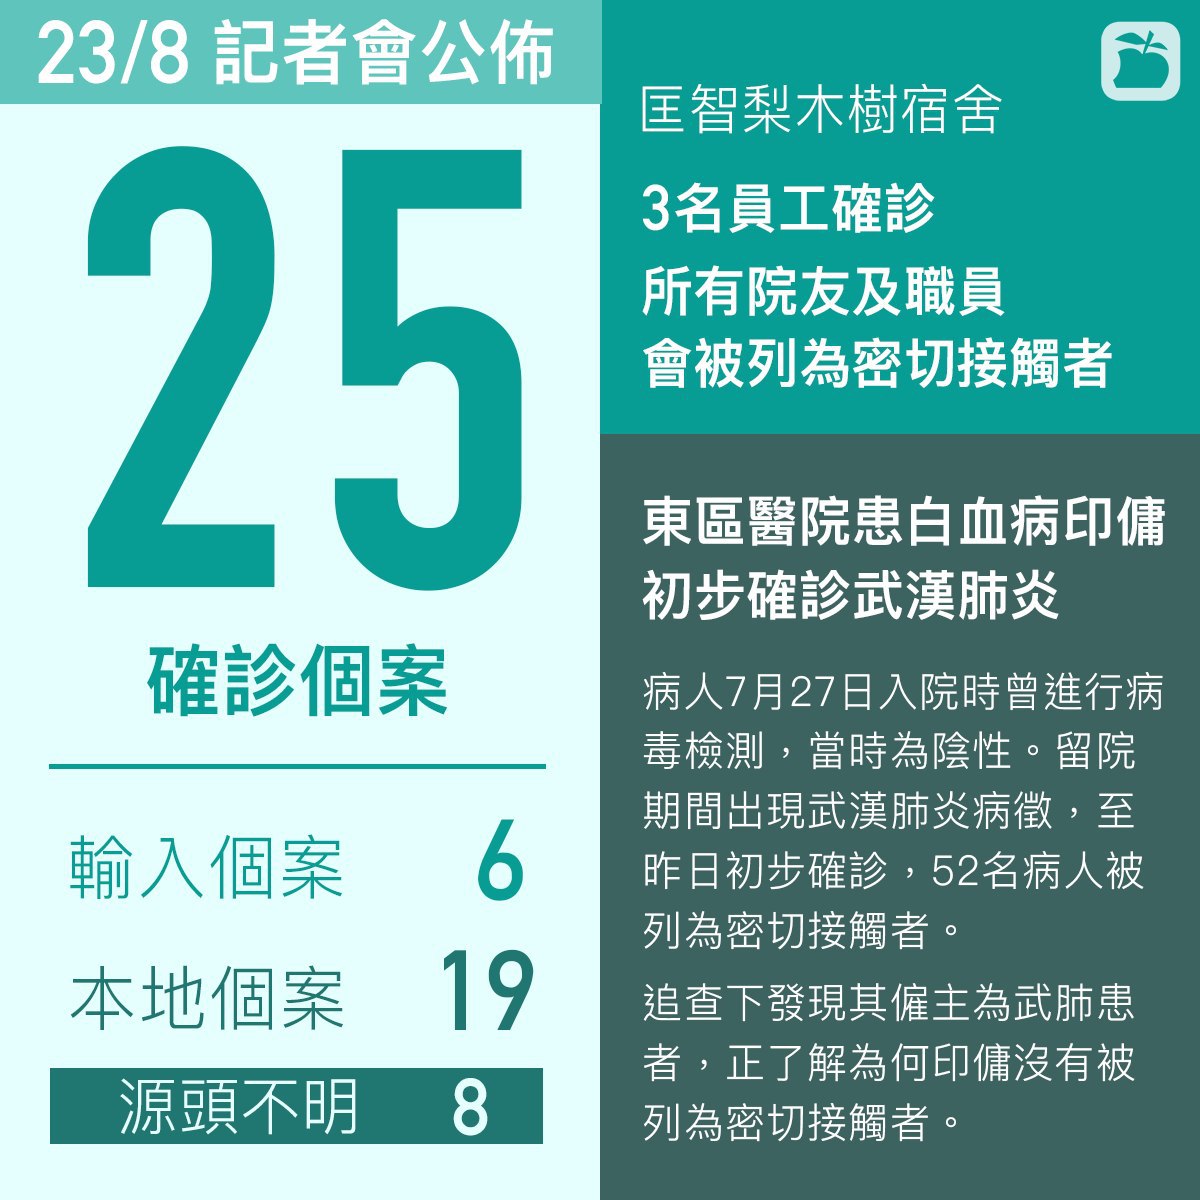 23/8 記者會公佈
25
確診個案
輸入個案 6
本地個案 19
源頭不明 8
匡智梨木樹宿舍
3名員工確診
所有院友及職員
會被列為密切接觸者
東區醫院患白血病印傭
初步確診武漢肺炎
病人7月27日入院時曾進行病
毒檢測，當時為陰性。留院
期間出現武漢肺炎病徵，至
昨日初步確診，52名病人被
列為密切接觸者。
追查下發現其僱主為武肺患
者，正了解為何印傭沒有被
列為密切接觸者。